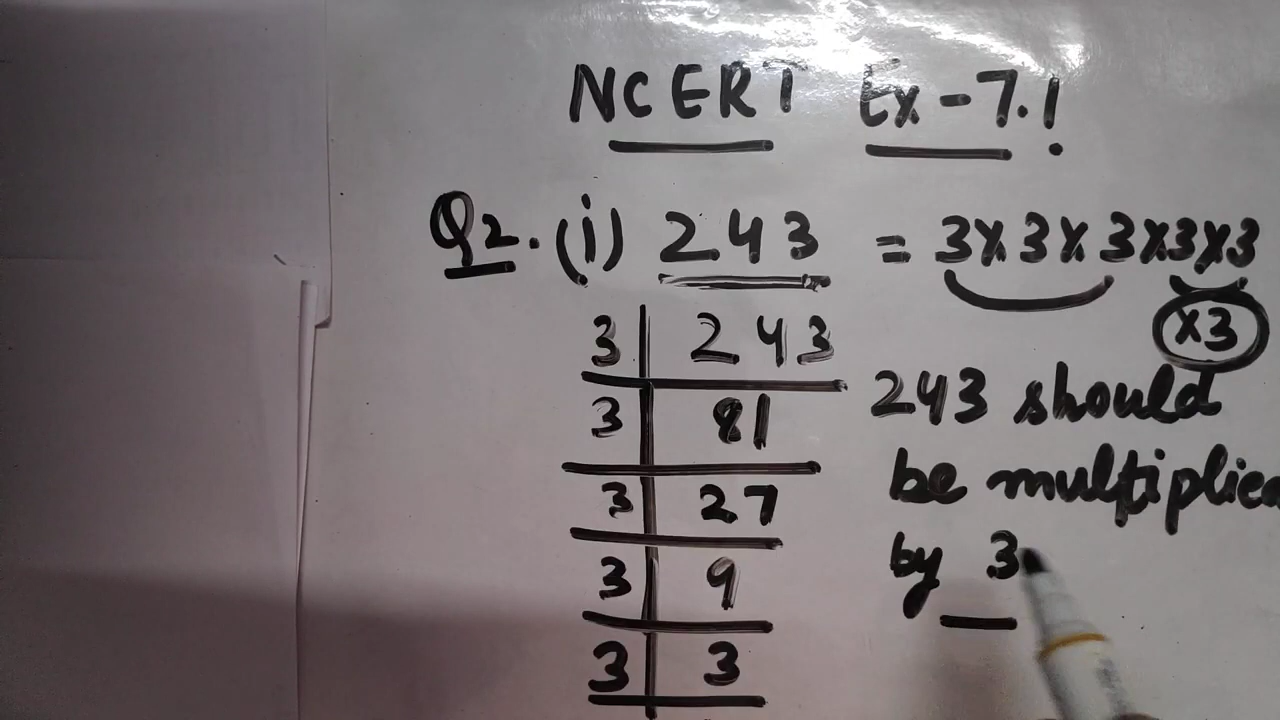 NCERT Ex-7.1
Q2. (i) 243 = 3x3x3x3x3
x3
3 | 243
3 | 81
3 | 27
3 | 9
3 | 3
243 should
be multiplied
by 3